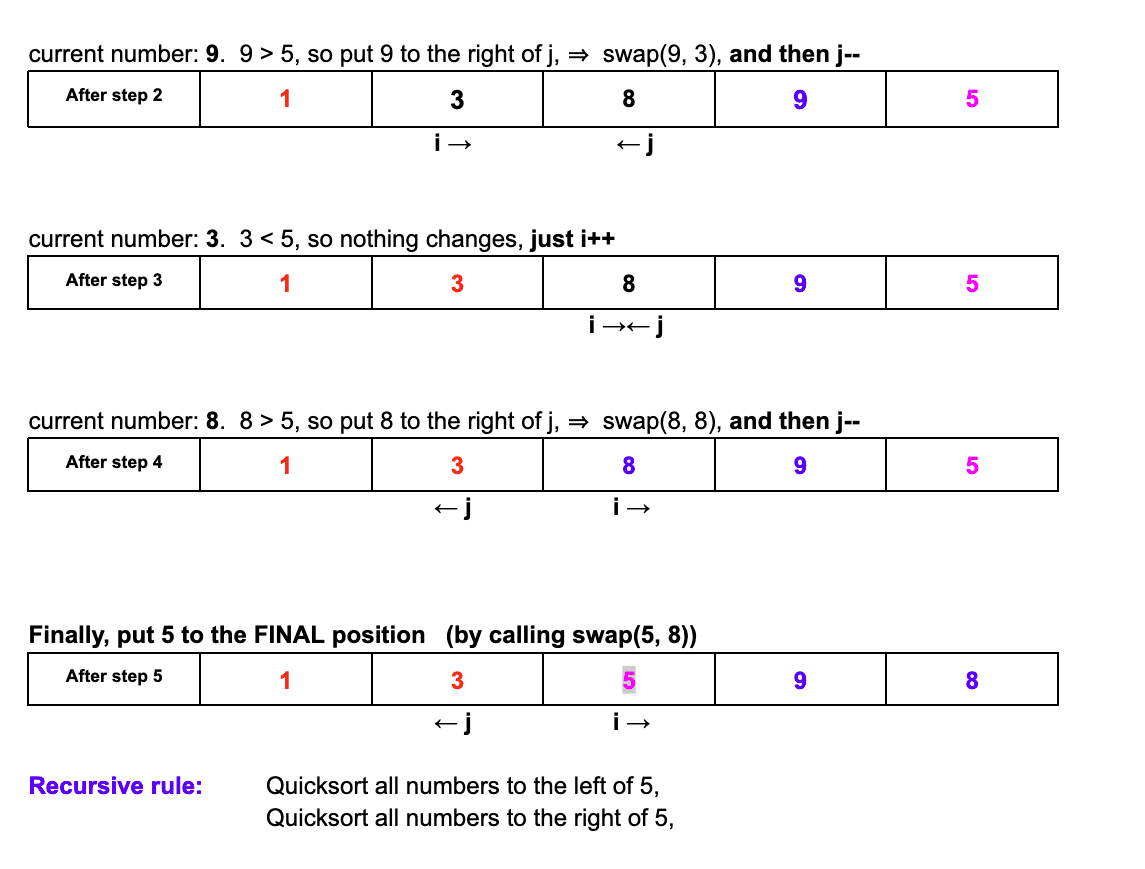 current number: 9.  9 > 5, so put 9 to the right of j, ⇒ swap(9, 3), and then j--
After step 2 1 3 8 9 5
i → ← j
current number: 3.  3 < 5, so nothing changes, just i++
After step 3 1 3 8 9 5
i →← j
current number: 8.  8 > 5, so put 8 to the right of j, ⇒ swap(8, 8), and then j--
After step 4 1 3 8 9 5
← j i →
Finally, put 5 to the FINAL position (by calling swap(5, 8))
After step 5 1 3 5 9 8
← j i →
Recursive rule: Quicksort all numbers to the left of 5,
Quicksort all numbers to the right of 5,